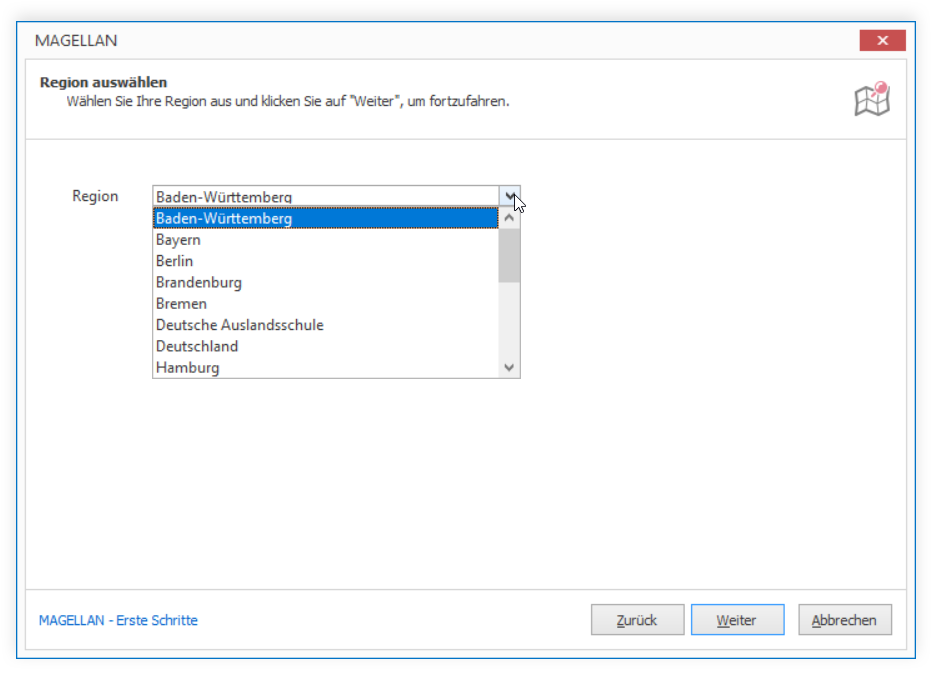 MAGELLAN
Region auswählen
Wählen Sie Ihre Region aus und klicken Sie auf "Weiter", um fortzufahren.
Region
Baden-Württemberg
Baden-Württemberg
Bayern
Berlin
Brandenburg
Bremen
Deutsche Auslandsschule
Deutschland
Hamburg
MAGELLAN - Erste Schritte
Zurück
Weiter
Abbrechen